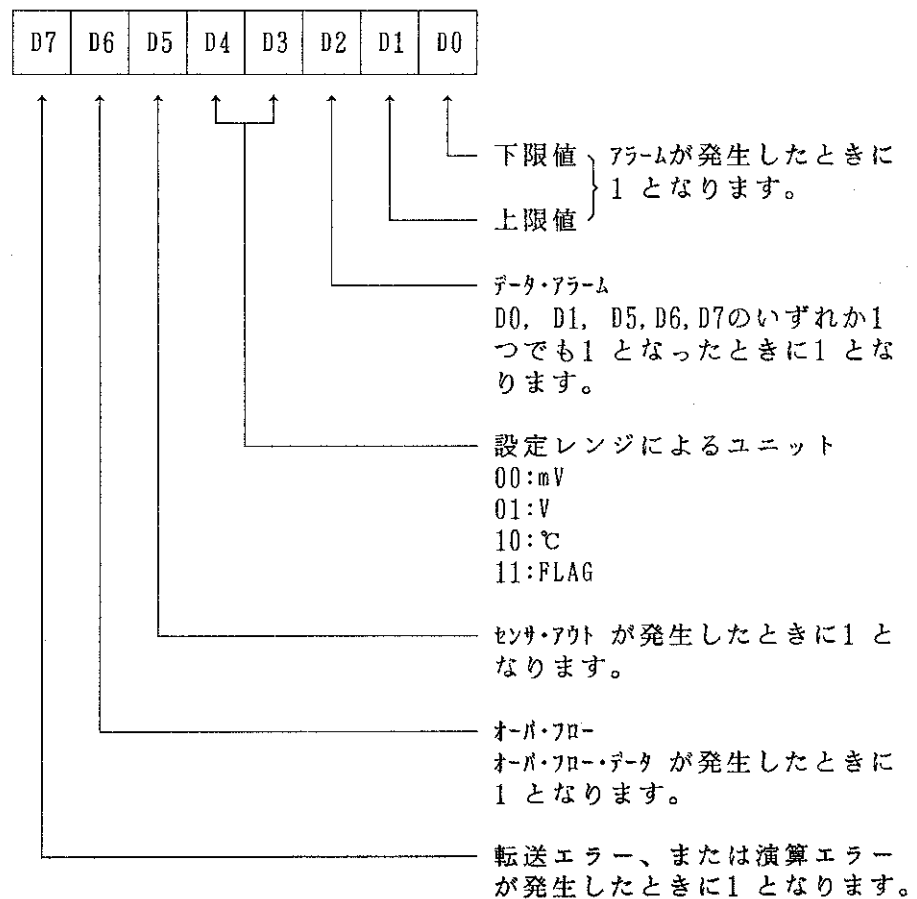 D7 D6 D5 D4 D3 D2 D1 D0
下限値 アラームが発生したときに
1 となります。
上限値
データ・アラーム
D0, D1, D5,D6,D7のいずれか1
つでも1 となったときに1 とな
ります。
設定レンジによるユニット
00:mV
01:V
10:℃
11:FLAG
センサ・アウト が発生したときに1 と
なります。
オーバ・フロー
オーバ・フロー・データ が発生したときに
1 となります。
転送エラー、または演算エラー
が発生したときに1 となります。